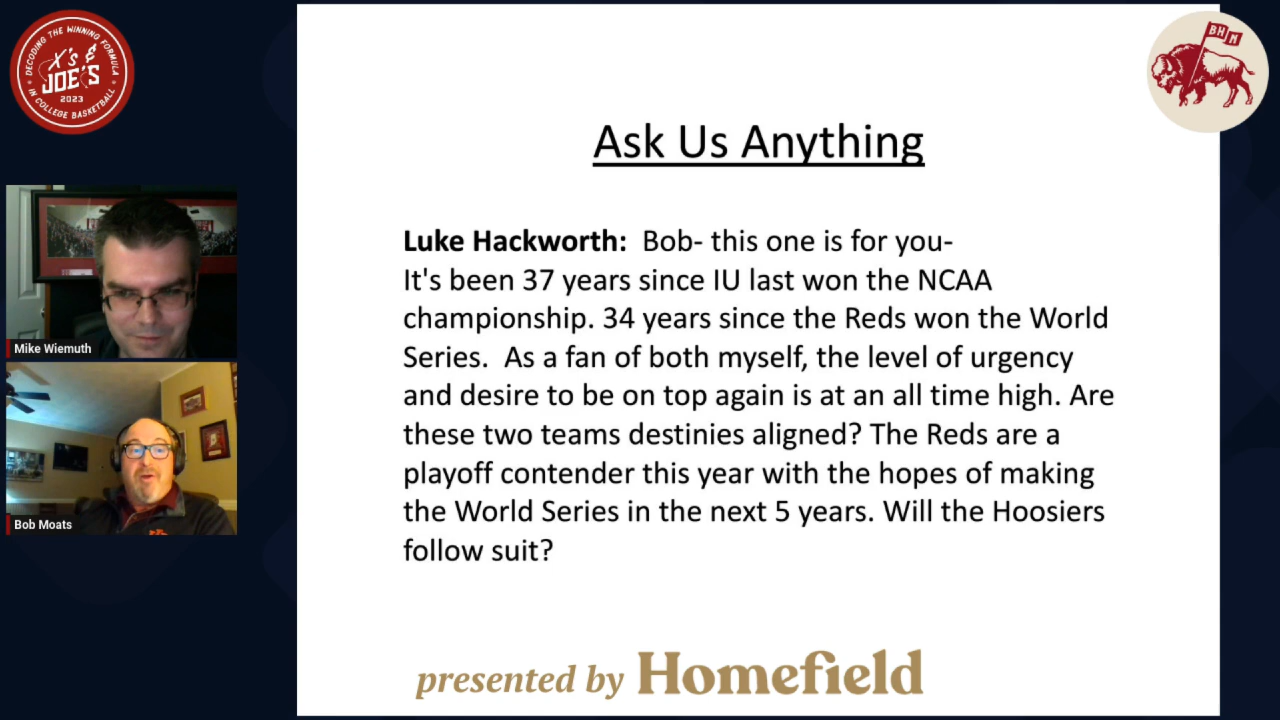 DECODING THE WINNING FORMULA
X's &
JOE'S
2023
IN COLLEGE BASKETBALL
BHM
Ask Us Anything
Luke Hackworth: Bob- this one is for you-
It's been 37 years since IU last won the NCAA
championship. 34 years since the Reds won the World
Series. As a fan of both myself, the level of urgency
and desire to be on top again is at an all time high. Are
these two teams destinies aligned? The Reds are a
playoff contender this year with the hopes of making
the World Series in the next 5 years. Will the Hoosiers
follow suit?
Mike Wiemuth
Bob Moats
presented by Homefield